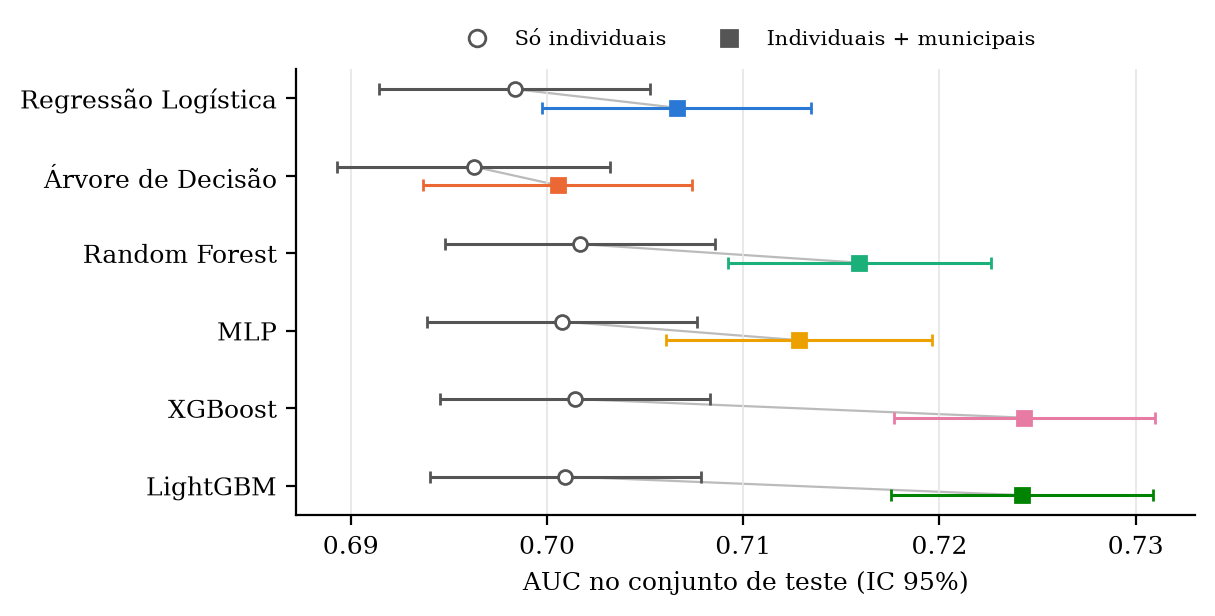 Só individuais
Individuais + municipais
Regressão Logística
Árvore de Decisão
Random Forest
MLP
XGBoost
LightGBM
0.69 0.70 0.71 0.72 0.73
AUC no conjunto de teste (IC 95%)